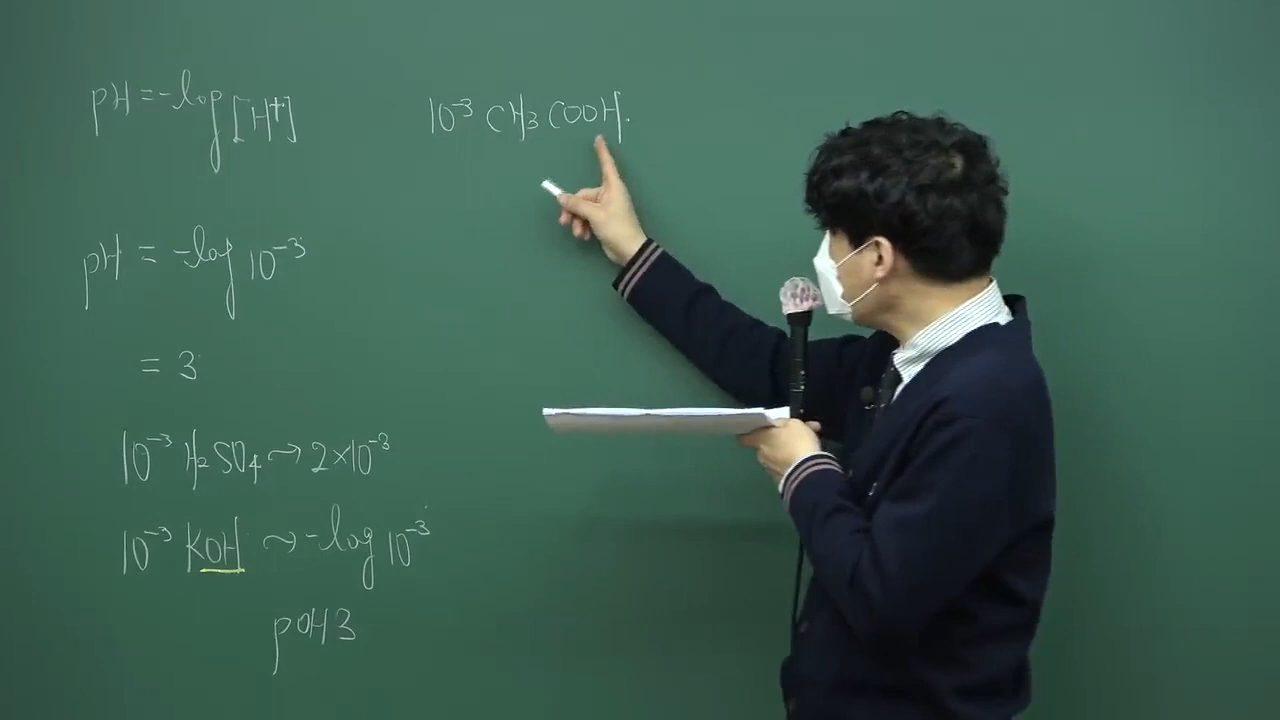 pH = -log[H⁺]
pH = -log 10⁻³
= 3
10⁻³ H₂SO₄ → 2×10⁻³
10⁻³ KOH → -log 10⁻³
pOH 3
10⁻³ CH₃COOH.